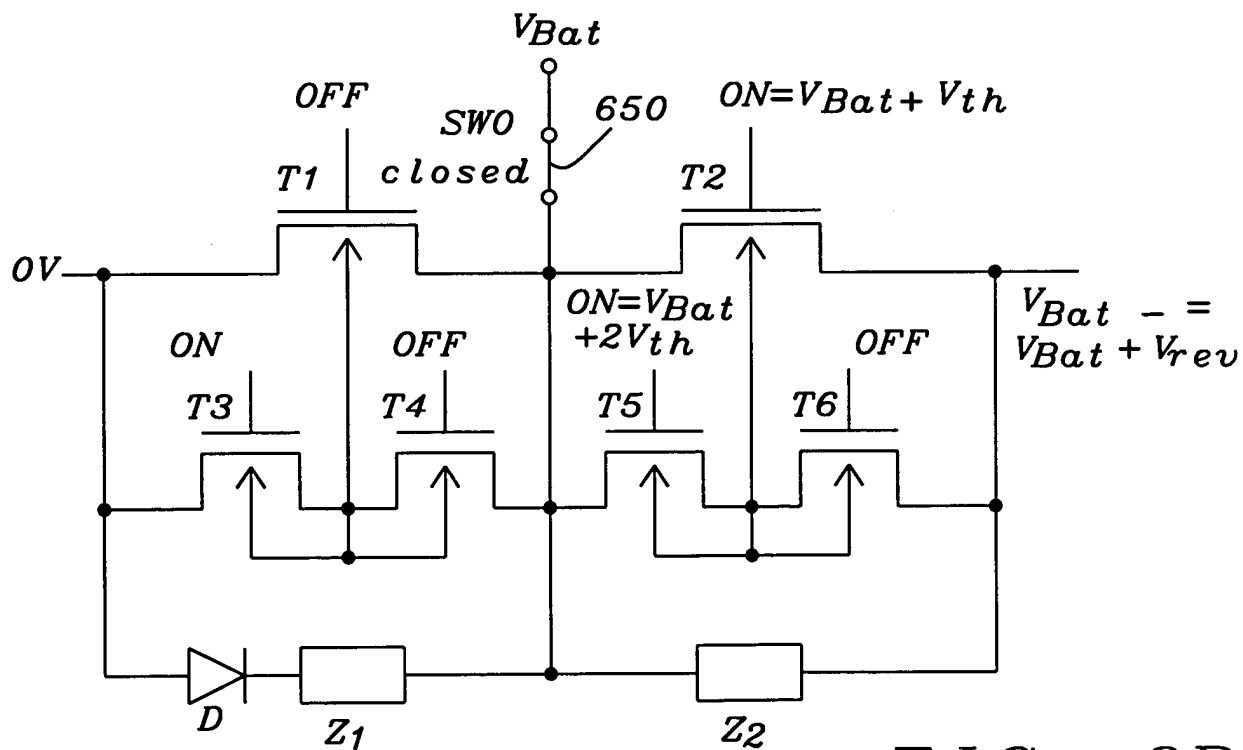 VBat
OFF
SWO
650
ON=VBat+ Vth
T1
closed
T2
0V
ON=VBat
+2Vth
VBat - =
VBat + Vrev
ON
OFF
OFF
T3
T4
T5
T6
D
Z1
Z2